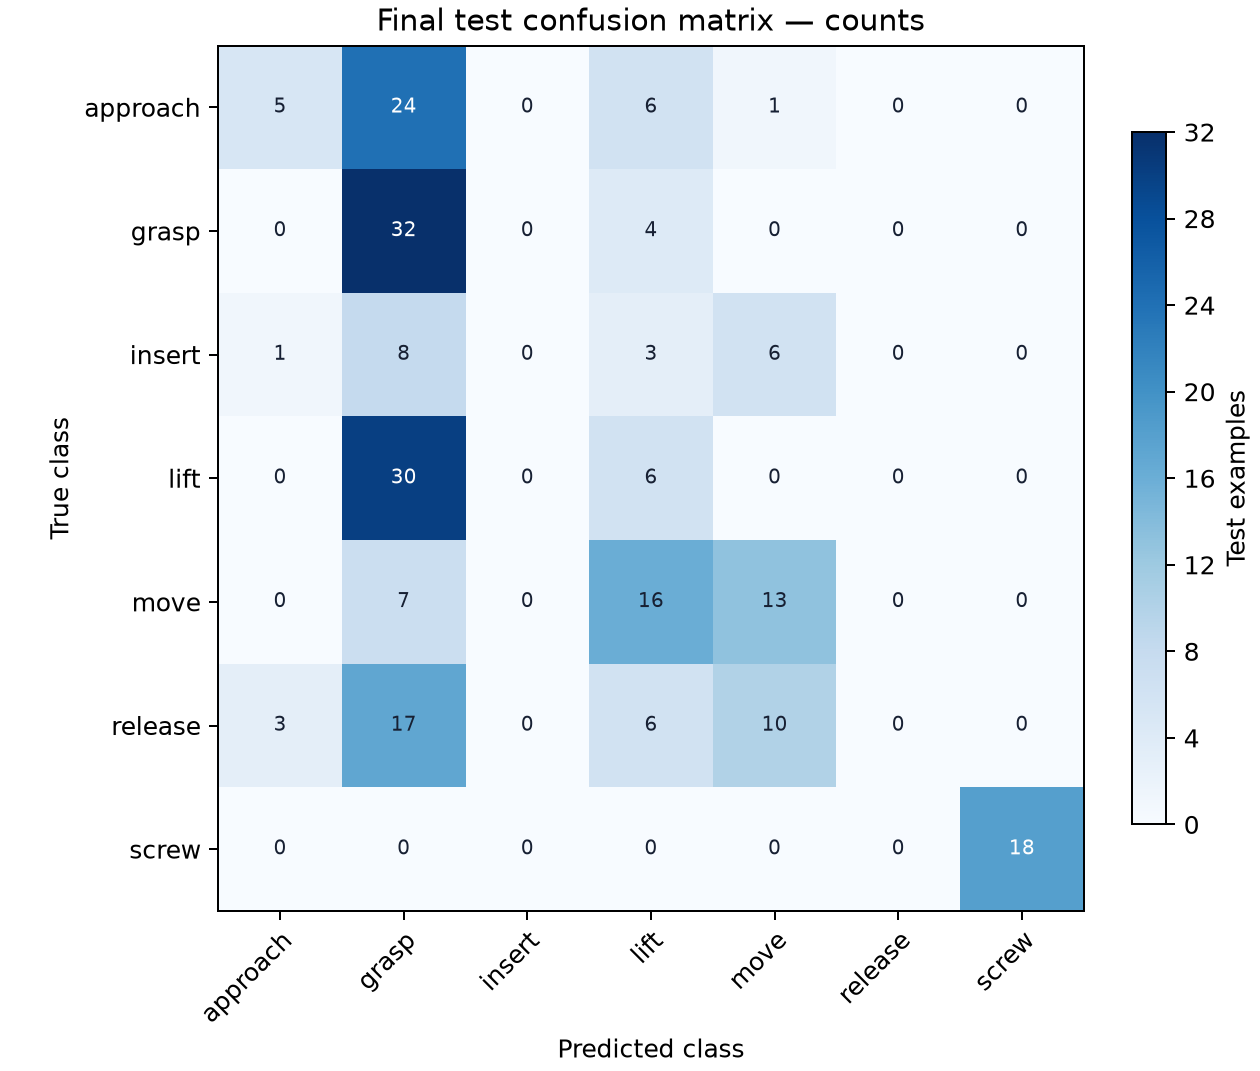 Final test confusion matrix — counts
approach 5 24 0 6 1 0 0
grasp 0 32 0 4 0 0 0
insert 1 8 0 3 6 0 0
lift 0 30 0 6 0 0 0
move 0 7 0 16 13 0 0
release 3 17 0 6 10 0 0
screw 0 0 0 0 0 0 18
True class
approach grasp insert lift move release screw
Predicted class
32
28
24
20
16
12
8
4
0
Test examples